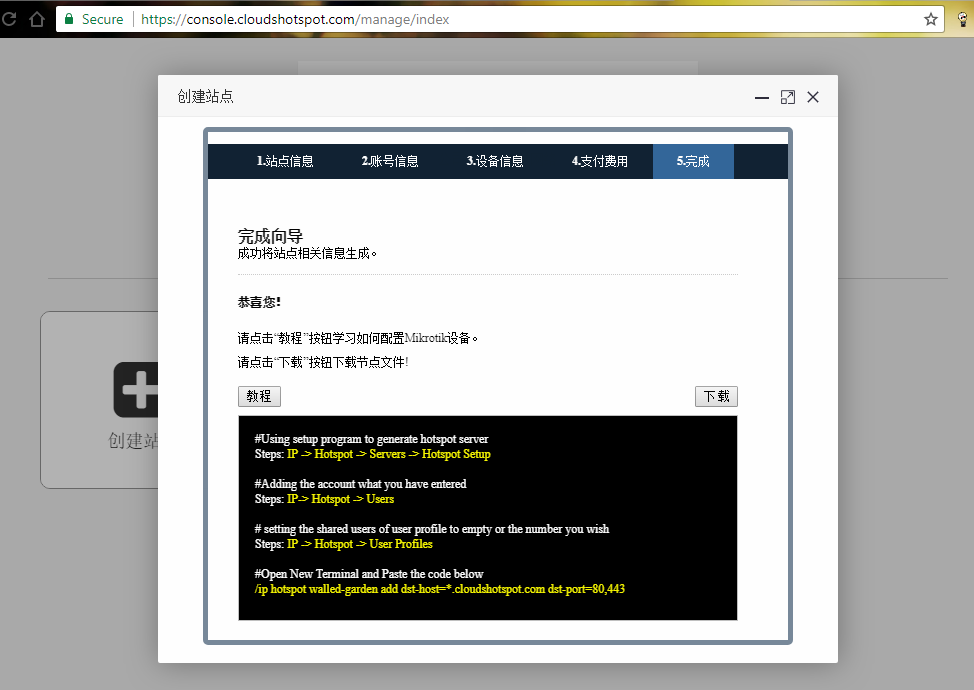 Secure https://console.cloudshotspot.com/manage/index
创建站点
1.站点信息 2.账号信息 3.设备信息 4.支付费用 5.完成
完成向导
成功将站点相关信息生成。
恭喜您!
请点击“教程”按钮学习如何配置Mikrotik设备。
请点击“下载”按钮下载节点文件!
教程 下载
#Using setup program to generate hotspot server
Steps: IP -> Hotspot -> Servers -> Hotspot Setup
#Adding the account what you have entered
Steps: IP-> Hotspot -> Users
# setting the shared users of user profile to empty or the number you wish
Steps: IP -> Hotspot -> User Profiles
#Open New Terminal and Paste the code below
/ip hotspot walled-garden add dst-host=*.cloudshotspot.com dst-port=80,443
创建站